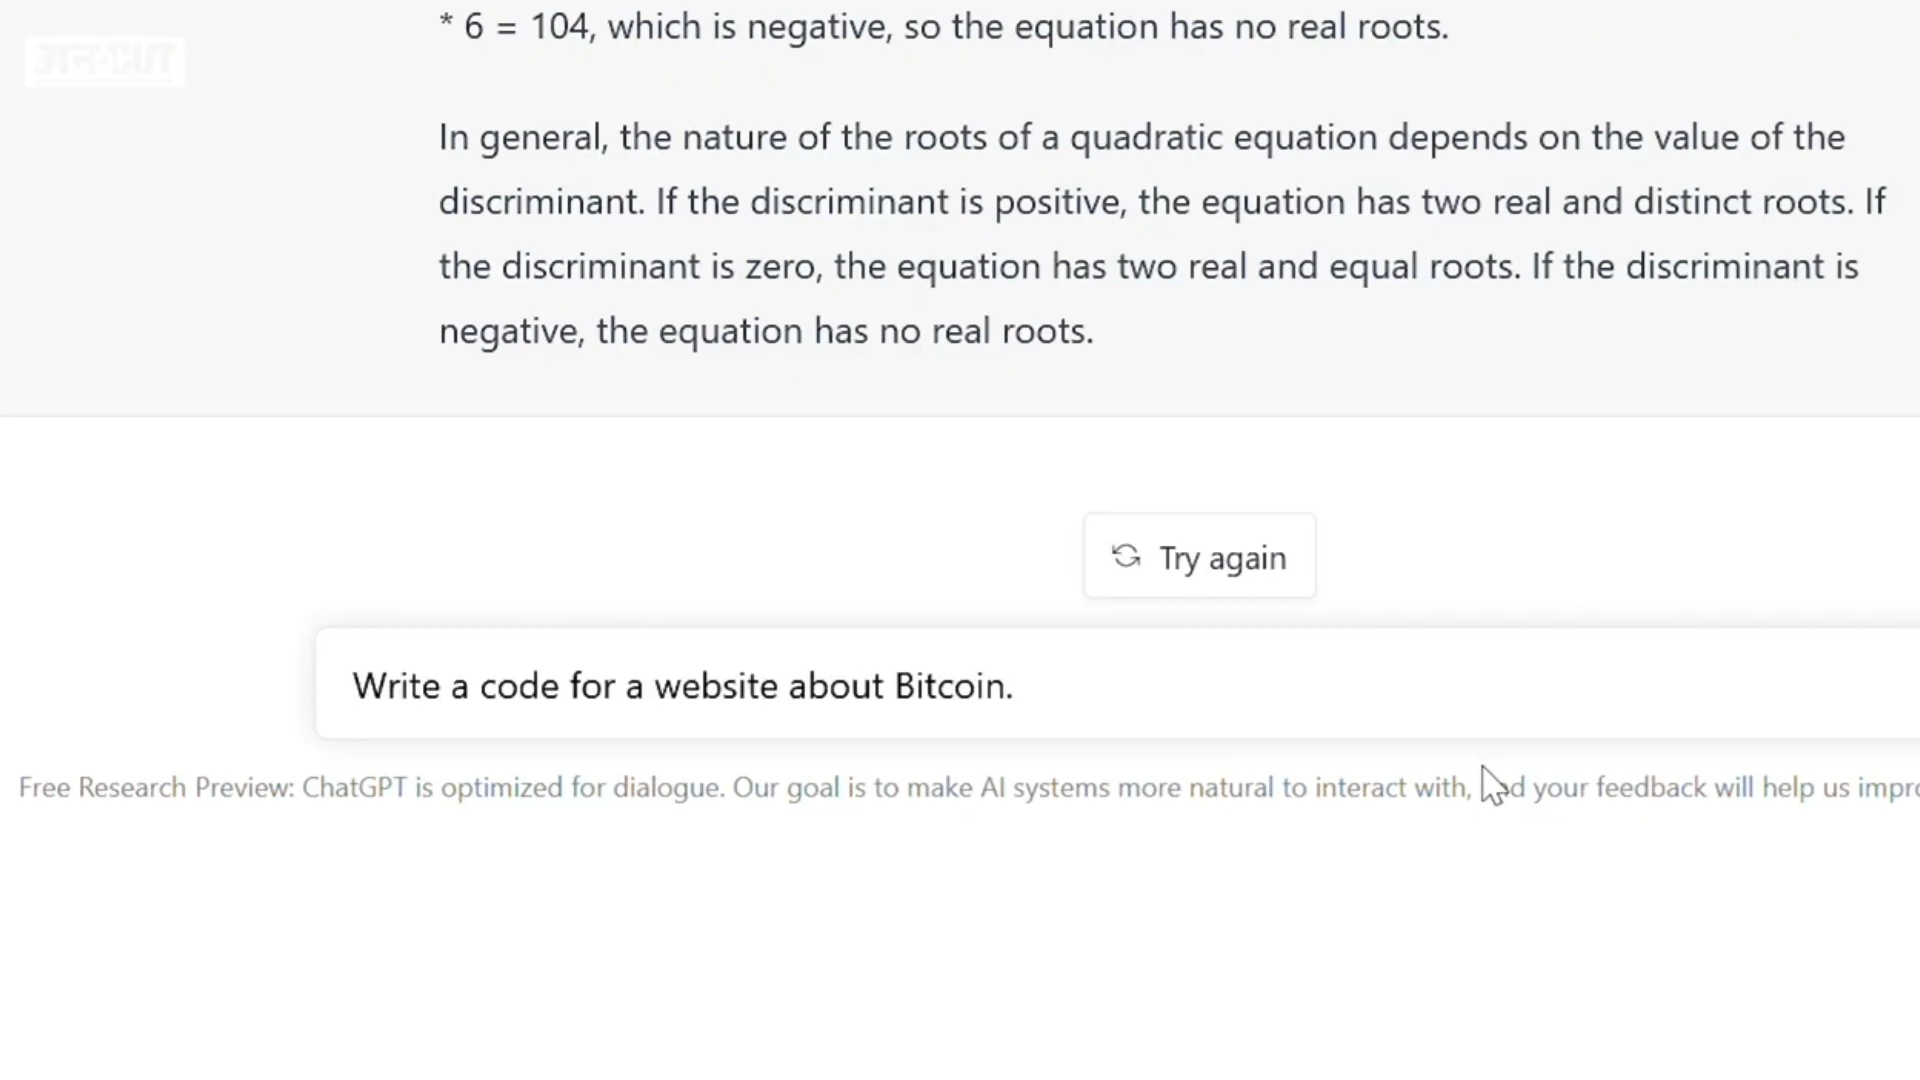 * 6 = 104, which is negative, so the equation has no real roots.
अन-CUT
In general, the nature of the roots of a quadratic equation depends on the value of the
discriminant. If the discriminant is positive, the equation has two real and distinct roots. If
the discriminant is zero, the equation has two real and equal roots. If the discriminant is
negative, the equation has no real roots.
Try again
Write a code for a website about Bitcoin.
Free Research Preview: ChatGPT is optimized for dialogue. Our goal is to make AI systems more natural to interact with, your feedback will help us